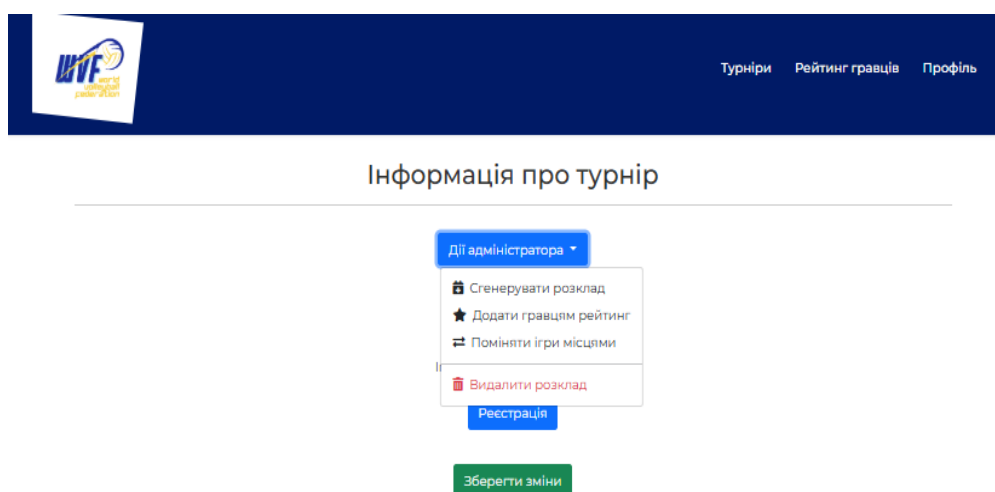 WVF
world
volleyball
federation
Турніри Рейтинг гравців Профіль
Інформація про турнір
Дії адміністратора
Згенерувати розклад
Додати гравцям рейтинг
Поміняти ігри місцями
Видалити розклад
Реєстрація
Зберегти зміни